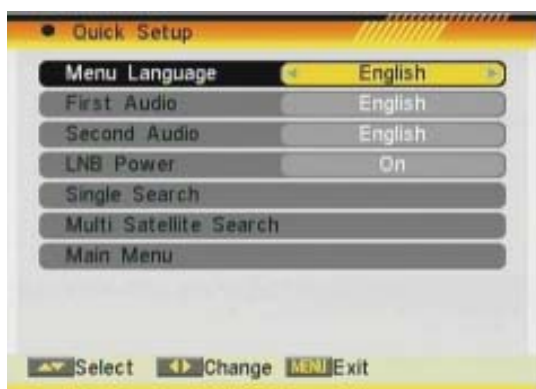 Quick Setup
Menu Language English
First Audio English
Second Audio English
LNB Power On
Single Search
Multi Satellite Search
Main Menu
Select Change MENU Exit